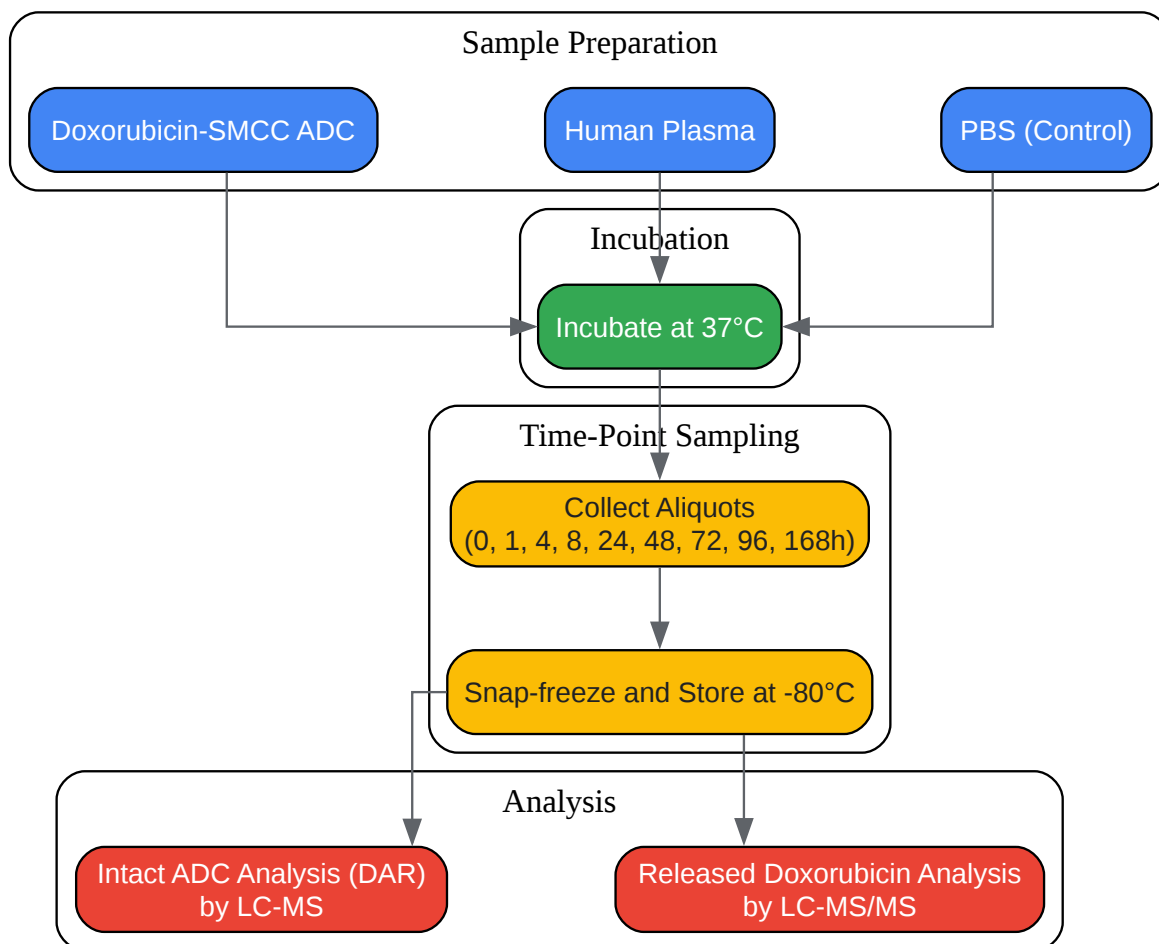 Sample Preparation
Doxorubicin-SMCC ADC
Human Plasma
PBS (Control)
Incubation
Incubate at 37°C
Time-Point Sampling
Collect Aliquots
(0, 1, 4, 8, 24, 48, 72, 96, 168h)
Snap-freeze and Store at -80°C
Analysis
Intact ADC Analysis (DAR)
by LC-MS
Released Doxorubicin Analysis
by LC-MS/MS